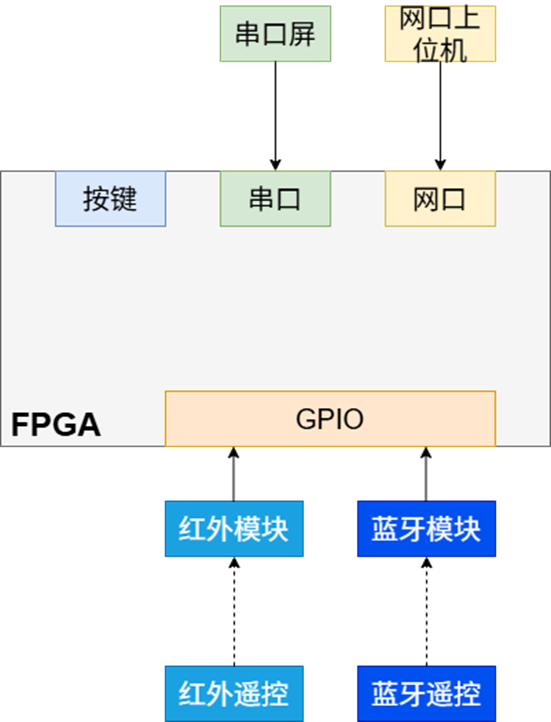 串口屏
网口上
位机
按键
串口
网口
FPGA
GPIO
红外模块
蓝牙模块
红外遥控
蓝牙遥控